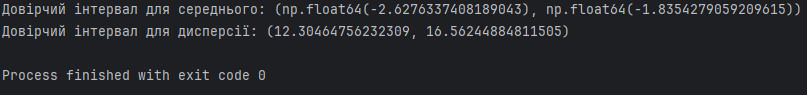 Довірчий інтервал для середнього: (np.float64(-2.6276337408189043), np.float64(-1.8354279059209615))
Довірчий інтервал для дисперсії: (12.30464756232309, 16.56244884811505)
Process finished with exit code 0